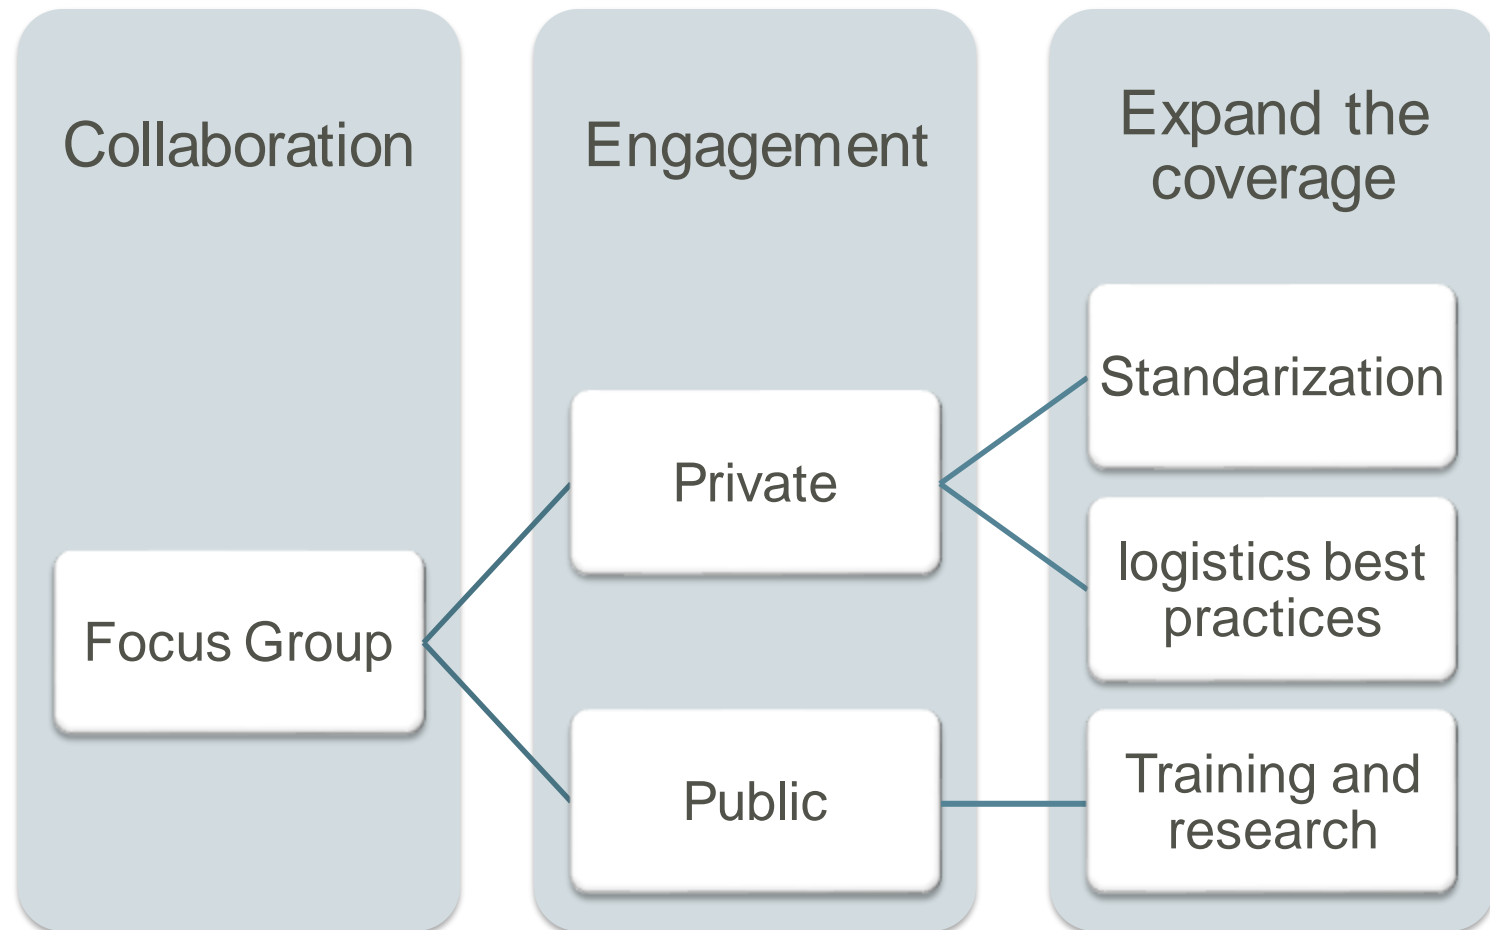 Collaboration
Focus Group
Engagement
Private
Public
Expand the
coverage
Standarization
logistics best
practices
Training and
research